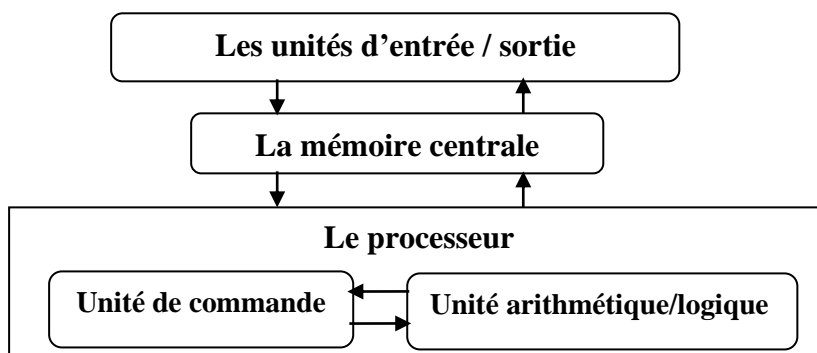 Les unités d’entrée / sortie
La mémoire centrale
Le processeur
Unité de commande
Unité arithmétique/logique